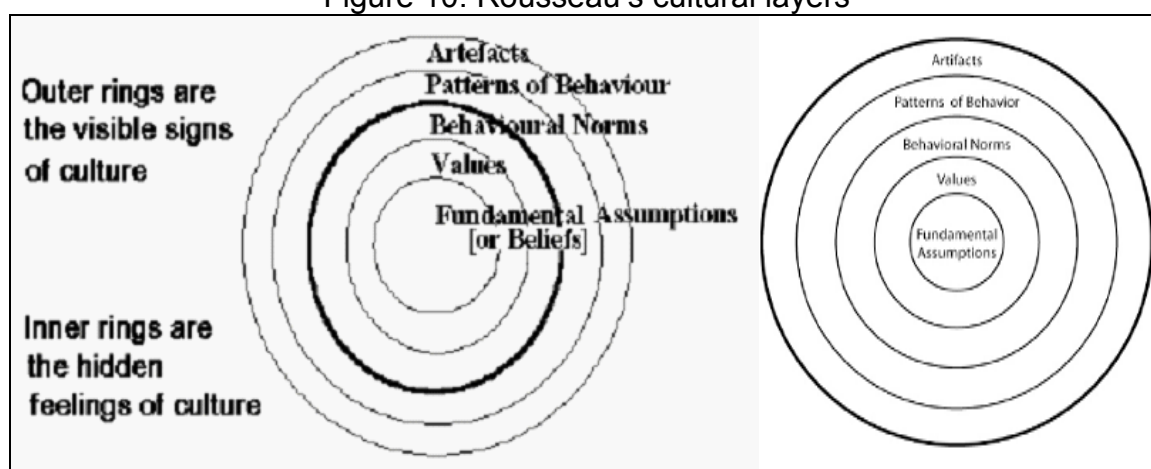 Figure 10: Rousseau's cultural layers
Outer rings are
the visible signs
of culture
Inner rings are
the hidden
feelings of culture
Artefacts
Patterns of Behaviour
Behavioural Norms
Values
Fundamental Assumptions
[or Beliefs]
Artifacts
Patterns of Behavior
Behavioral Norms
Values
Fundamental
Assumptions